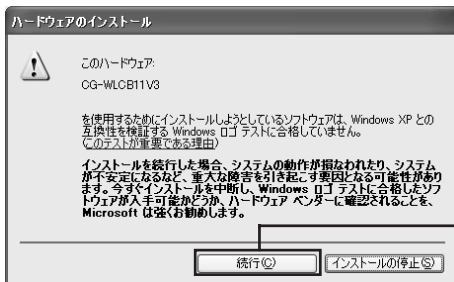 ハードウェアのインストール
このハードウェア:
CG-WLCB11V3
を使用するためにインストールしようとしているソフトウェアは、Windows XP との
互換性を検証する Windows ロゴ テストに合格していません。
(このテストが重要である理由)
インストールを続行した場合、システムの動作が損なわれたり、システム
が不安定になるなど、重大な障害を引き起こす要因となる可能性があり
ます。今すぐインストールを中断し、Windows ロゴ テストに合格したソフ
トウェアが入手可能かどうか、ハードウェア ベンダーに確認されることを、
Microsoft は強くお勧めします。
続行(C)
インストールの停止(S)